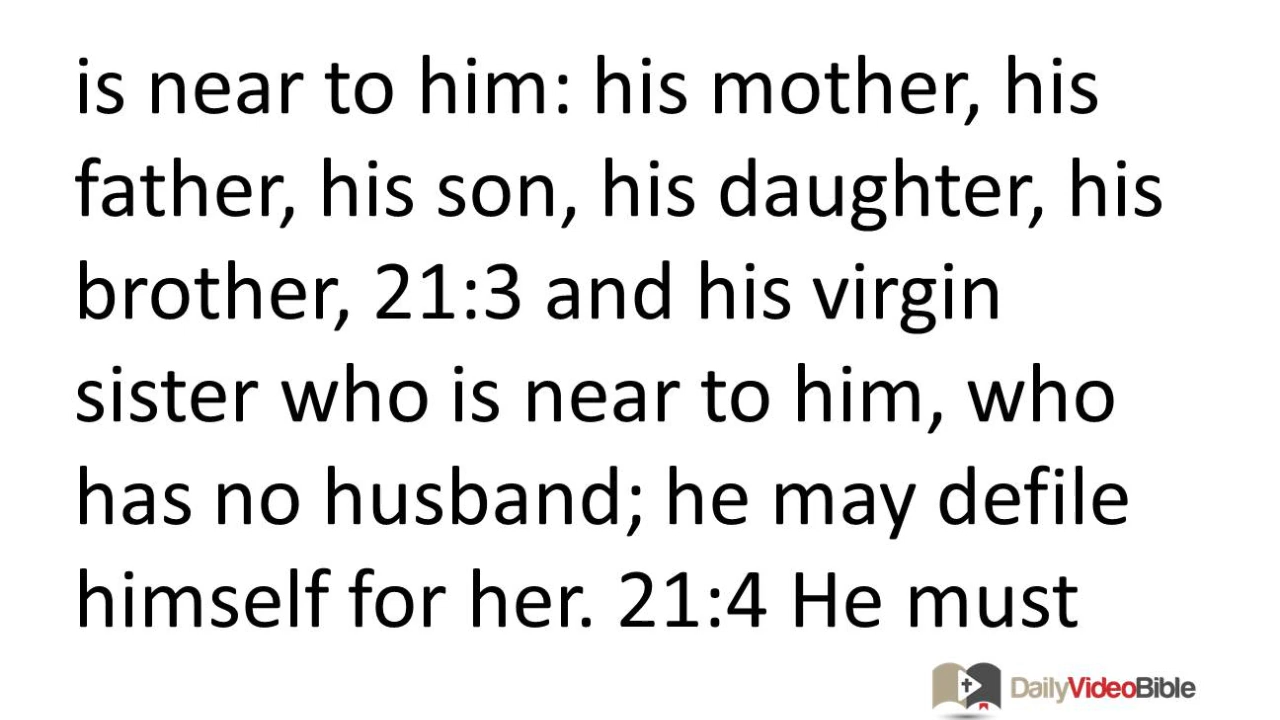 is near to him: his mother, his
father, his son, his daughter, his
brother, 21:3 and his virgin
sister who is near to him, who
has no husband; he may defile
himself for her. 21:4 He must
DailyVideoBible